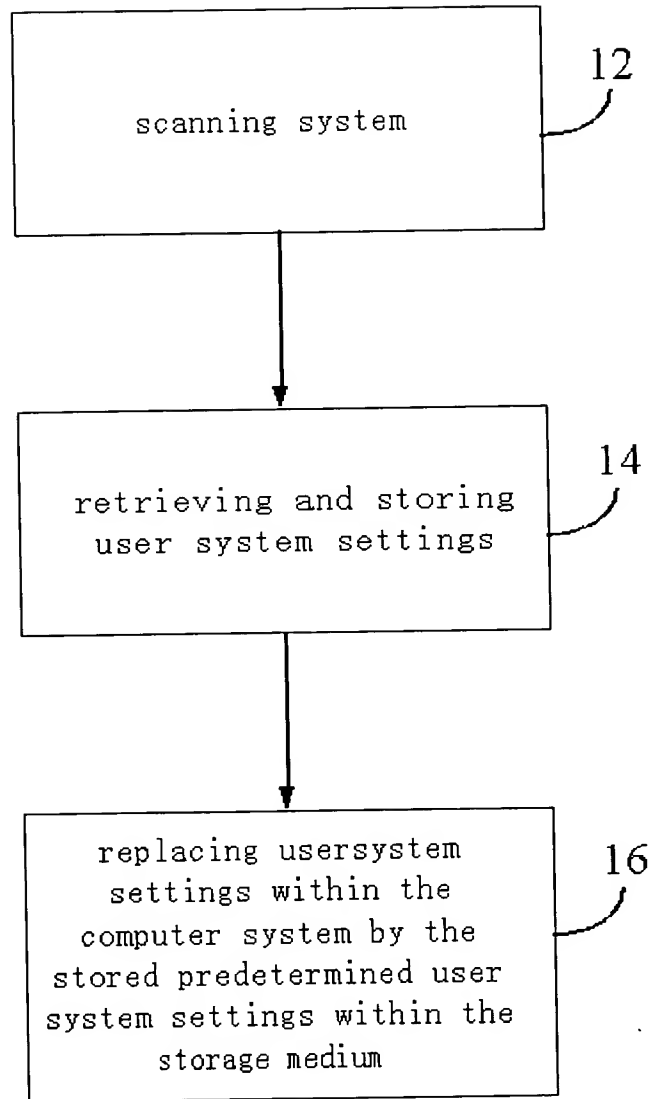 scanning system
12
retrieving and storing
user system settings
14
replacing usersystem
settings within the
computer system by the
stored predetermined user
system settings within the
storage medium
16